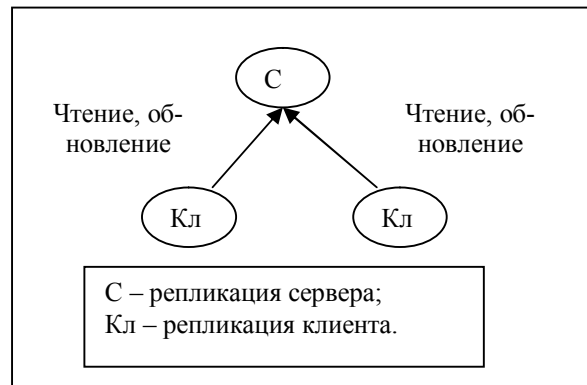 С
Чтение, об-
новление
Чтение, об-
новление
Кл
Кл
С – репликация сервера;
Кл – репликация клиента.